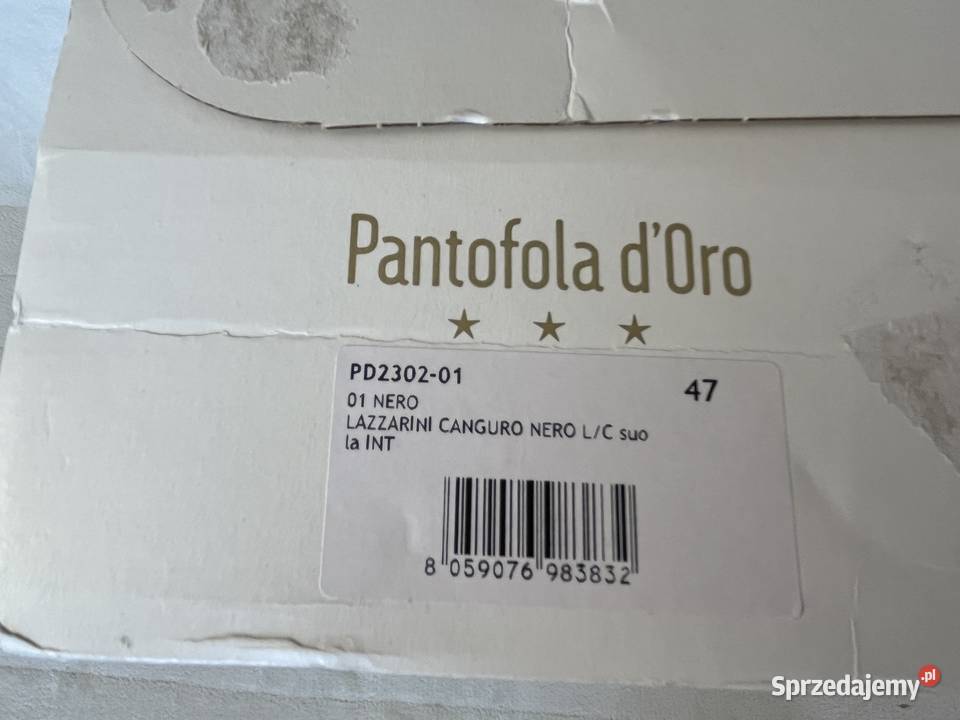 Pantofola d'Oro
PD2302-01
47
01 NERO
LAZZARINI CANGURO NERO L/C suo
la INT
8 059076 983832
Sprzedajemy.pl